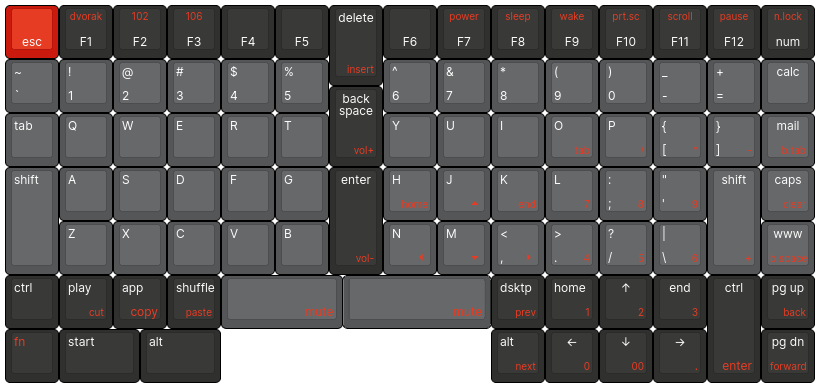 esc
dvorak F1
102 F2
106 F3
F4
F5
delete insert
F6
power F7
sleep F8
wake F9
prt.sc F10
scroll F11
pause F12
n.lock num
~ `
! 1
@ 2
# 3
$ 4
% 5
back space vol+
^ 6
& 7
* 8
( 9
) 0
_ -
+ =
calc
tab
Q
W
E
R
T
Y
U
I
O
P
{ [
} ]
mail
shift
A
S
D
F
G
enter vol-
H home
J
K end
L
: ;
" '
shift
caps
Z
X
C
V
B
N
M
< ,
> .
? /
| \
www
ctrl
play cut
app copy
shuffle paste
dsktp prev
home 1
↑ 2
end 3
ctrl enter
pg up back
fn
start
alt
alt next
← 0
↓ 00
→ .
pg dn forward